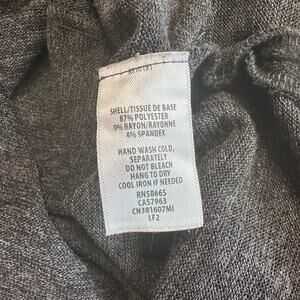 SHELL/TISSUE DE BASE
87% POLYESTER
9% RAYON/RAYONNE
4% SPANDEX
HAND WASH COLD,
SEPARATELY
DO NOT BLEACH
HANG TO DRY
COOL IRON IF NEEDED
RN58665
CA57963
CN381607MI
LF2